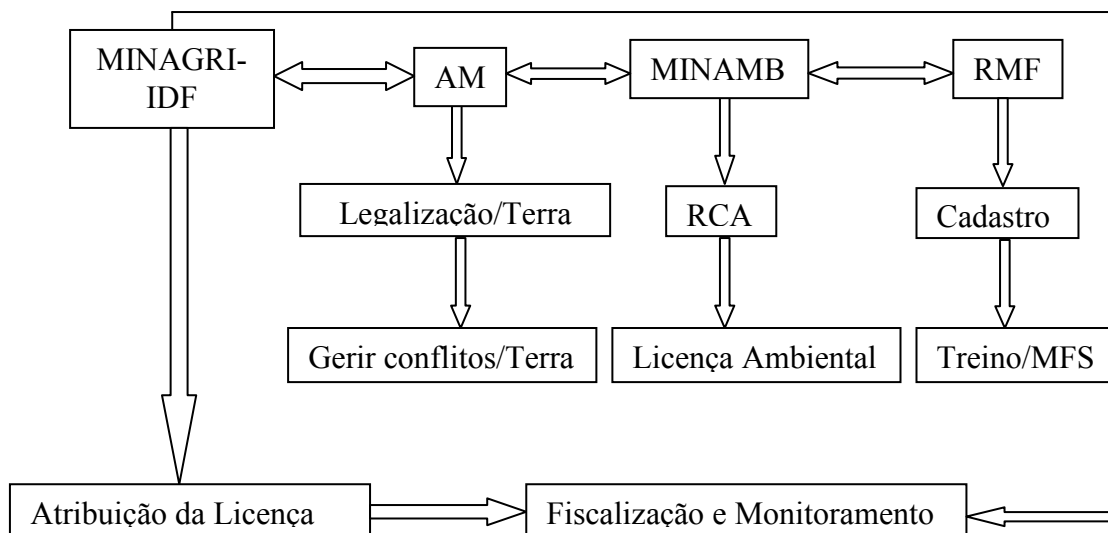 MINAGRI-
IDF
AM
MINAMB
RMF
Legalização/Terra
RCA
Cadastro
Gerir conflitos/Terra
Licença Ambiental
Treino/MFS
Atribuição da Licença
Fiscalização e Monitoramento